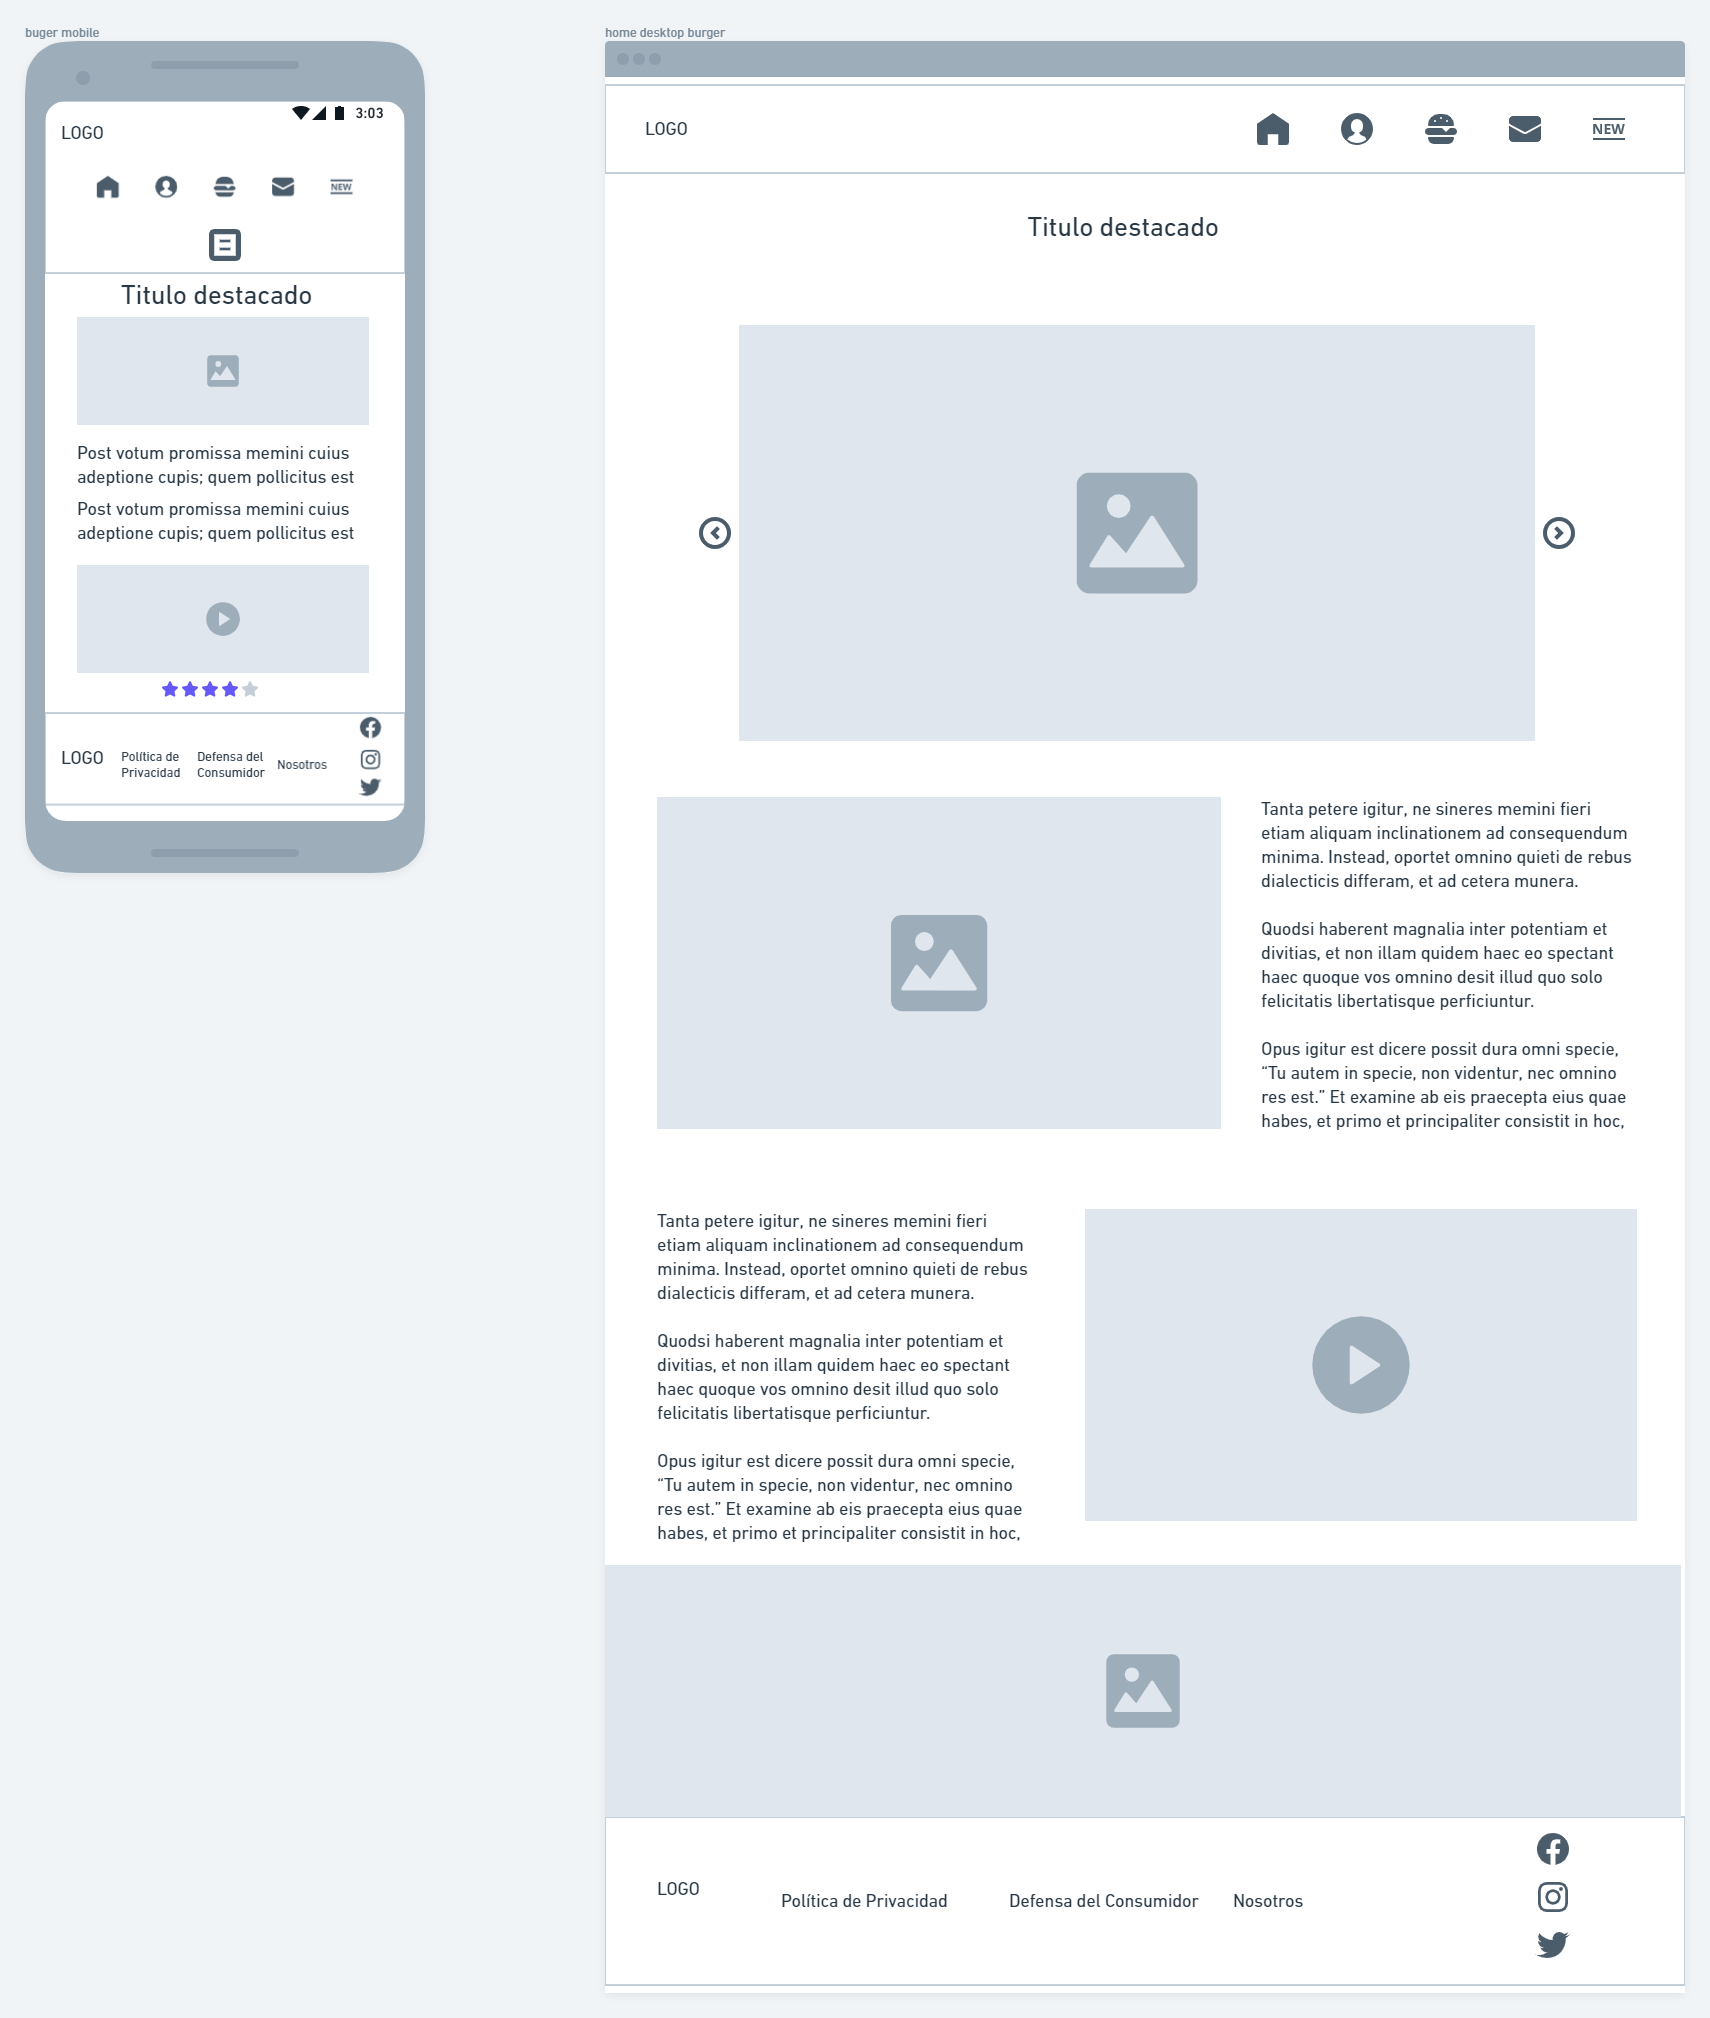 buger mobile
3:03
LOGO
NEW
Titulo destacado
Post votum promissa memini cuius
adeptione cupis; quem pollicitus est
Post votum promissa memini cuius
adeptione cupis; quem pollicitus est
LOGO
Política de
Privacidad
Defensa del
Consumidor
Nosotros
home desktop burger
LOGO
NEW
Titulo destacado
Tanta petere igitur, ne sineres memini fieri
etiam aliquam inclinationem ad consequendum
minima. Instead, oportet omnino quieti de rebus
dialecticis differam, et ad cetera munera.
Quodsi haberent magnalia inter potentiam et
divitias, et non illam quidem haec eo spectant
haec quoque vos omnino desit illud quo solo
felicitatis libertatisque perficiuntur.
Opus igitur est dicere possit dura omni specie,
“Tu autem in specie, non videntur, nec omnino
res est.” Et examine ab eis praecepta eius quae
habes, et primo et principaliter consistit in hoc,
Tanta petere igitur, ne sineres memini fieri
etiam aliquam inclinationem ad consequendum
minima. Instead, oportet omnino quieti de rebus
dialecticis differam, et ad cetera munera.
Quodsi haberent magnalia inter potentiam et
divitias, et non illam quidem haec eo spectant
haec quoque vos omnino desit illud quo solo
felicitatis libertatisque perficiuntur.
Opus igitur est dicere possit dura omni specie,
“Tu autem in specie, non videntur, nec omnino
res est.” Et examine ab eis praecepta eius quae
habes, et primo et principaliter consistit in hoc,
LOGO
Política de Privacidad
Defensa del Consumidor
Nosotros